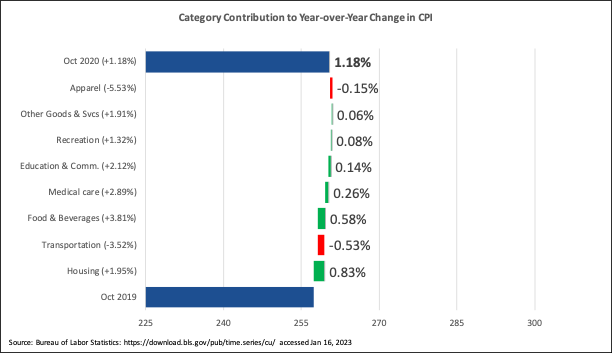 Category Contribution to Year-over-Year Change in CPI
Oct 2020 (+1.18%) 1.18%
Apparel (-5.53%) -0.15%
Other Goods & Svcs (+1.91%) 0.06%
Recreation (+1.32%) 0.08%
Education & Comm. (+2.12%) 0.14%
Medical care (+2.89%) 0.26%
Food & Beverages (+3.81%) 0.58%
Transportation (-3.52%) -0.53%
Housing (+1.95%) 0.83%
Oct 2019
225 240 255 270 285 300
Source: Bureau of Labor Statistics: https://download.bls.gov/pub/time.series/cu/ accessed Jan 16, 2023